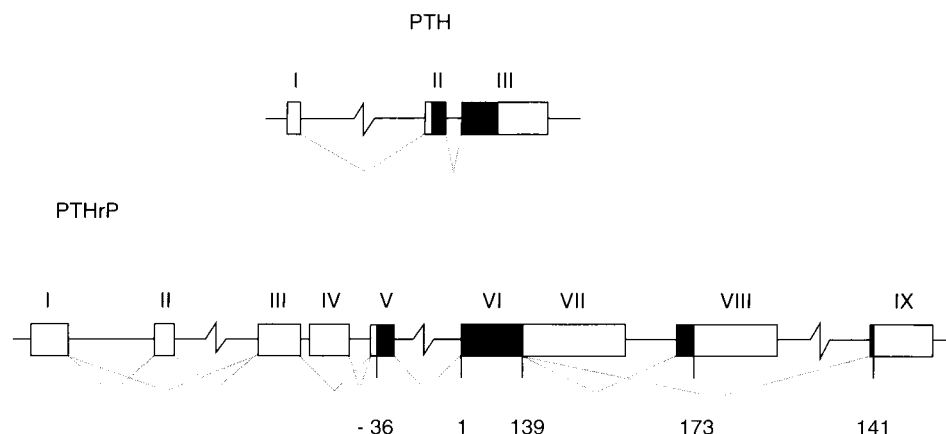 PTH
I II III
PTHrP
I II III IV V VI VII VIII IX
- 36 1 139 173 141